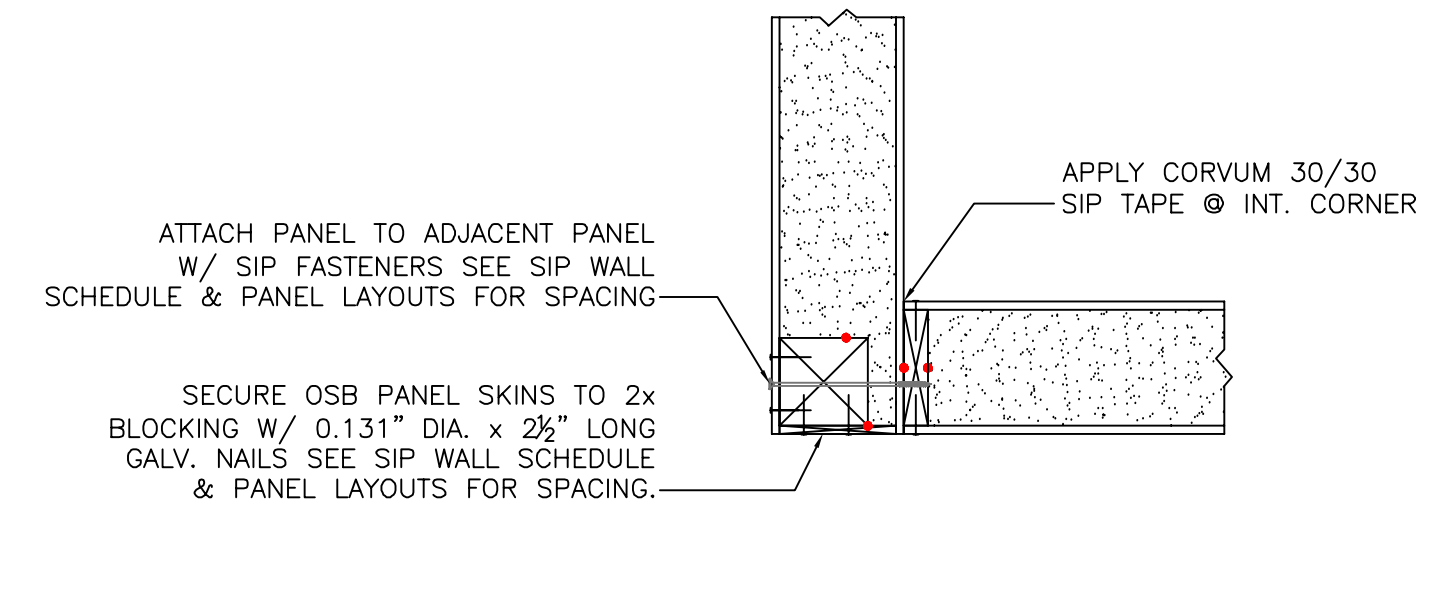 APPLY CORVUM 30/30
SIP TAPE @ INT. CORNER
ATTACH PANEL TO ADJACENT PANEL
W/ SIP FASTENERS SEE SIP WALL
SCHEDULE & PANEL LAYOUTS FOR SPACING
SECURE OSB PANEL SKINS TO 2x
BLOCKING W/ 0.131" DIA. x 2½" LONG
GALV. NAILS SEE SIP WALL SCHEDULE
& PANEL LAYOUTS FOR SPACING.